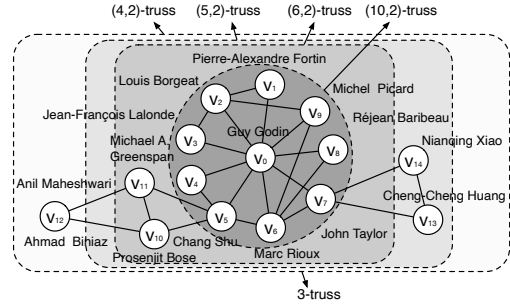 (4,2)-truss (5,2)-truss (6,2)-truss (10,2)-truss
Pierre-Alexandre Fortin
Louis Borgeat
V1
Michel Picard
V2
V9
Jean-François Lalonde
Réjean Baribeau
Guy Godin
Michael A.
Greenspan
V3
V8
Nianqing Xiao
V0
V14
V4
Anil Maheshwari
V11
Cheng-Cheng Huang
V7
V12
V5
V13
V6
V10
Ahmad Bihiaz
Chang Shu
John Taylor
Prosenjit Bose
Marc Rioux
3-truss